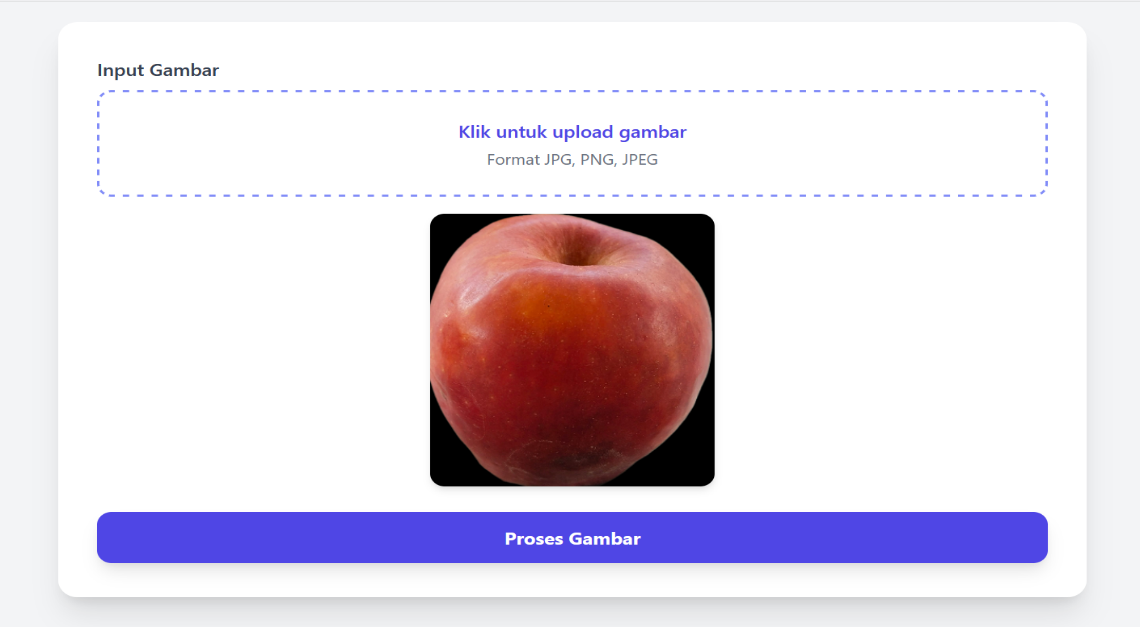 Input Gambar
Klik untuk upload gambar
Format JPG, PNG, JPEG
Proses Gambar